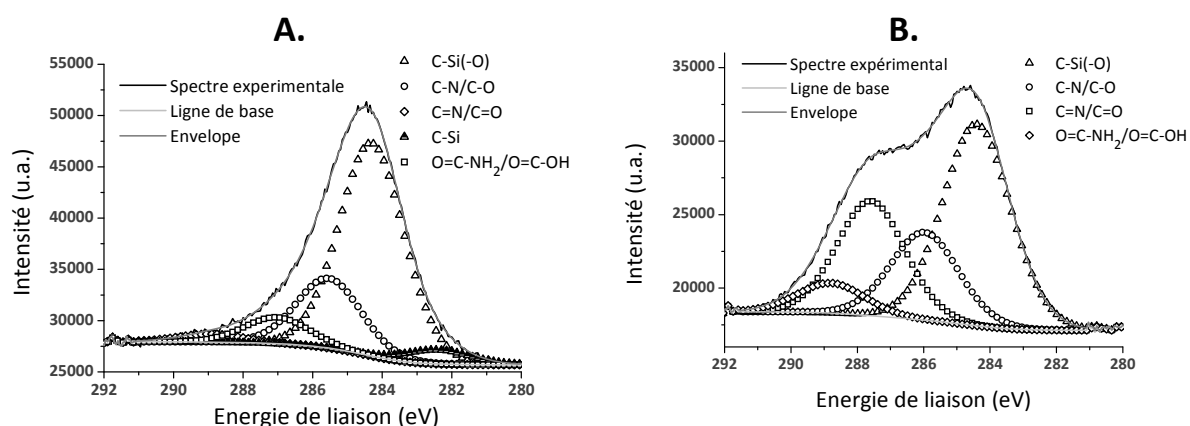 A.
55000
50000
45000
40000
35000
30000
25000
Intensité (u.a.)
Spectre experimentale
Ligne de base
Envelope
C-Si(-O)
C-N/C-O
C=N/C=O
C-Si
O=C-NH2/O=C-OH
292 290 288 286 284 282 280
Energie de liaison (eV)
B.
35000
30000
25000
20000
Intensité (u.a.)
Spectre expérimental
Ligne de base
Envelope
C-Si(-O)
C-N/C-O
C=N/C=O
O=C-NH2/O=C-OH
292 290 288 286 284 282 280
Energie de liaison (eV)